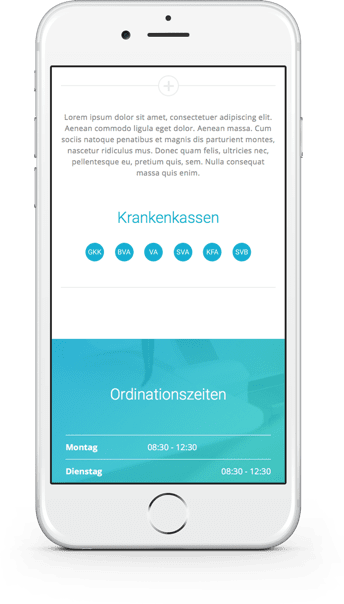 Lorem ipsum dolor sit amet, consectetuer adipiscing elit.
Aenean commodo ligula eget dolor. Aenean massa. Cum
sociis natoque penatibus et magnis dis parturient montes,
nascetur ridiculus mus. Donec quam felis, ultricies nec,
pellentesque eu, pretium quis, sem. Nulla consequat
massa quis enim.
Krankenkassen
GKK BVA VA SVA KFA SVB
Ordinationszeiten
Montag 08:30 - 12:30
Dienstag 08:30 - 12:30